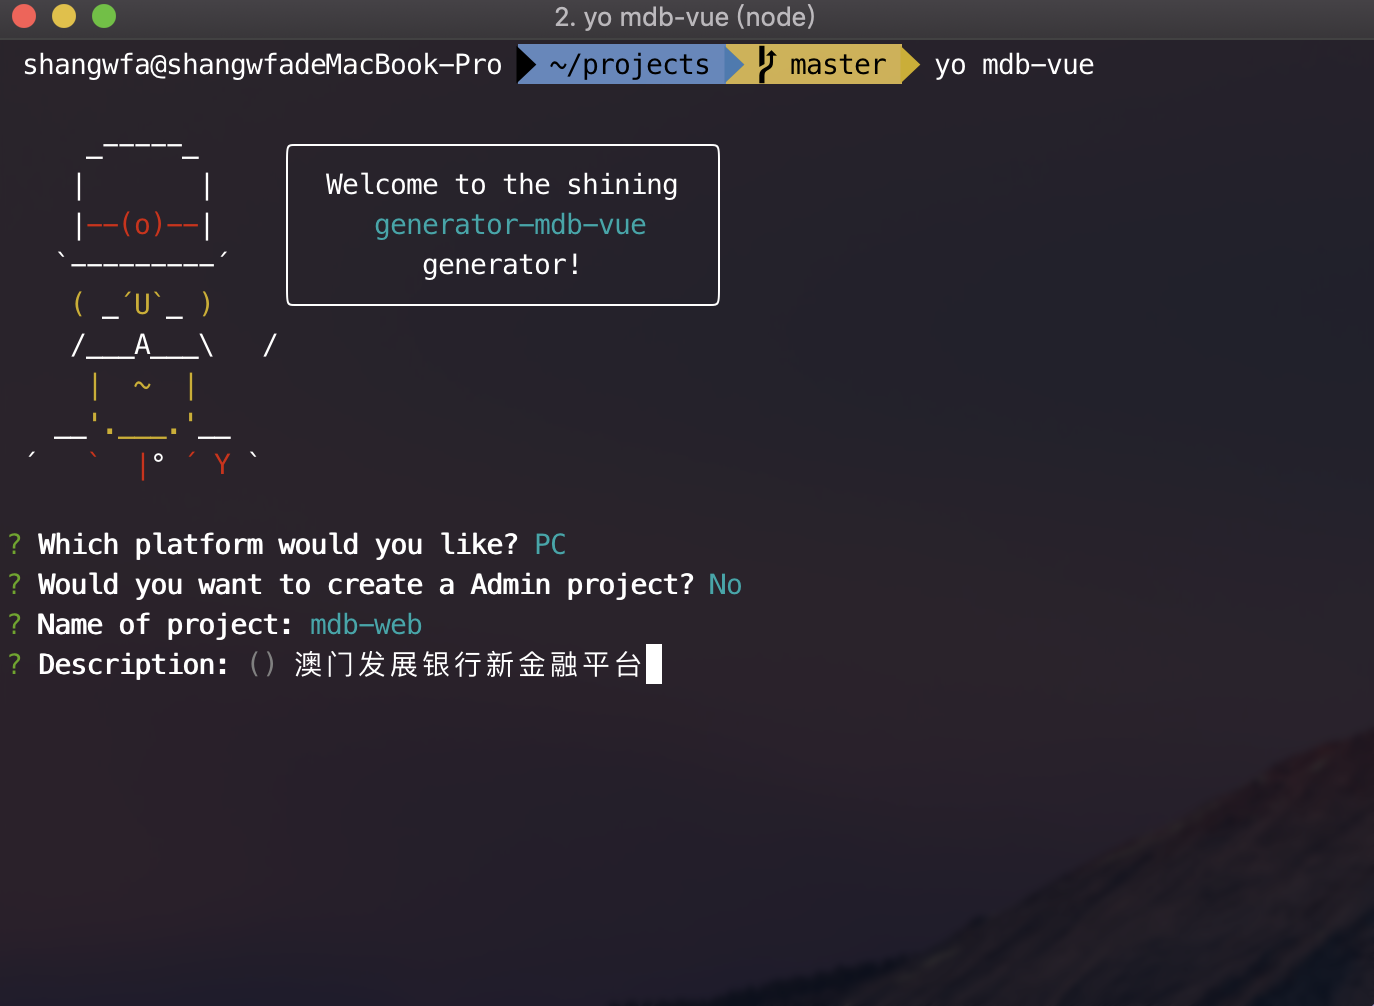 2. yo mdb-vue (node)
shangwfa@shangwfadeMacBook-Pro ~/projects master yo mdb-vue
_-----_
|       |
|--(o)--|
`---------´
( _´U`_ )
/___A___\   /
|  ~  |
__'.___.'__
´   `  |° ´ Y `
Welcome to the shining
generator-mdb-vue
generator!
? Which platform would you like? PC
? Would you want to create a Admin project? No
? Name of project: mdb-web
? Description: () 澳门发展银行新金融平台